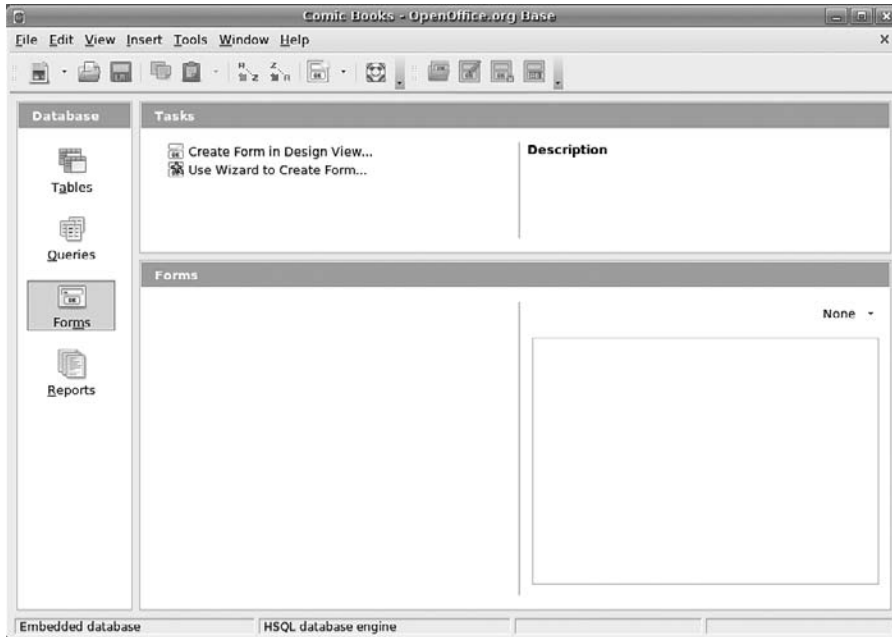 Comic Books - OpenOffice.org Base
File Edit View Insert Tools Window Help
Database
Tasks
Create Form in Design View...
Use Wizard to Create Form...
Description
Tables
Queries
Forms
Reports
Forms
None
Embedded database
HSQL database engine